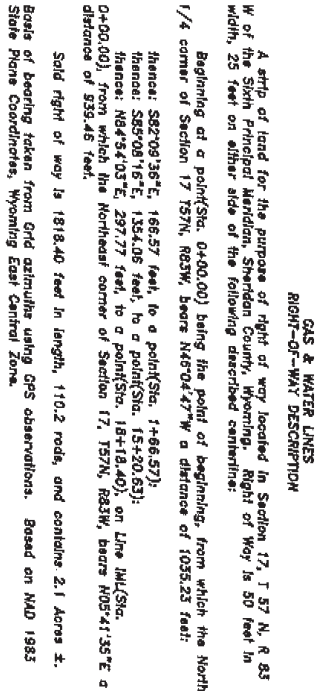 GAS & WATER LINES
RIGHT-OF-WAY DESCRIPTION
A strip of land for the purpose of right of way located in Section 17, T 57 N, R 83
W of the Sixth Principal Meridian, Sheridan County, Wyoming. Right of Way is 50 feet in
width, 25 feet on either side of the following described centerline:
Beginning at a point(Sta. 0+00.00) being the point of beginning, from which the North
1/4 corner of Section 17 T57N, R83W, bears N46°04'47"W a distance of 1035.23 feet;
thence: S82°09'36"E, 166.57 feet, to a point(Sta. 1+66.57);
thence: S85°08'16"E, 1354.06 feet, to a point(Sta. 15+20.63);
thence: N84°54'03"E, 297.77 feet, to a point(Sta. 18+18.40), on Line IML(Sta.
0+00.00), from which the Northeast corner of Section 17, T57N, R83W, bears N05°41'35"E a
distance of 939.46 feet.
Said right of way is 1818.40 feet in length, 110.2 rods, and contains 2.1 Acres ±.
Basis of bearing taken from Grid azimuths using GPS observations. Based on NAD 1983
State Plane Coordinates, Wyoming East Central Zone.